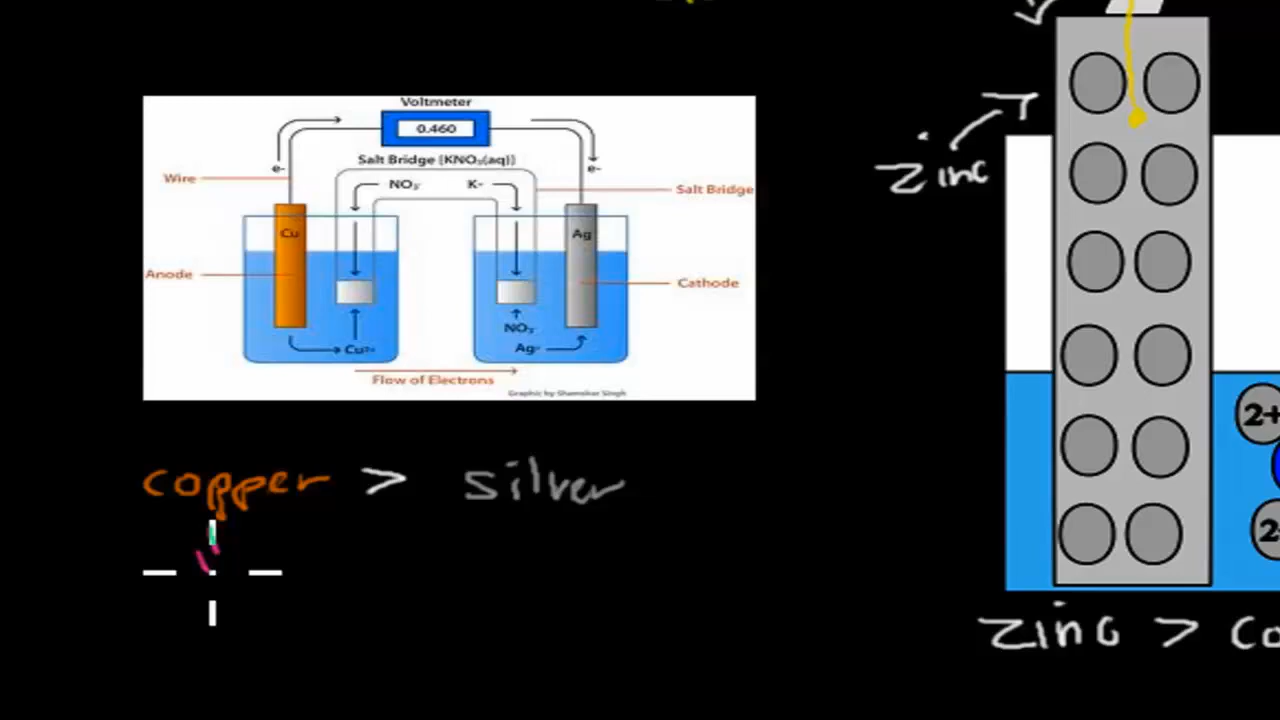 Voltmeter
0.460
e-
e-
Salt Bridge [KNO₃(aq)]
Wire
NO₃⁻
K+
Salt Bridge
Cu
Ag
Anode
Cathode
NO₃⁻
Cu²⁺
Ag⁺
Flow of Electrons
Graphic by Shamsher Singh
copper > silver
zinc
2+
2
zinc > co